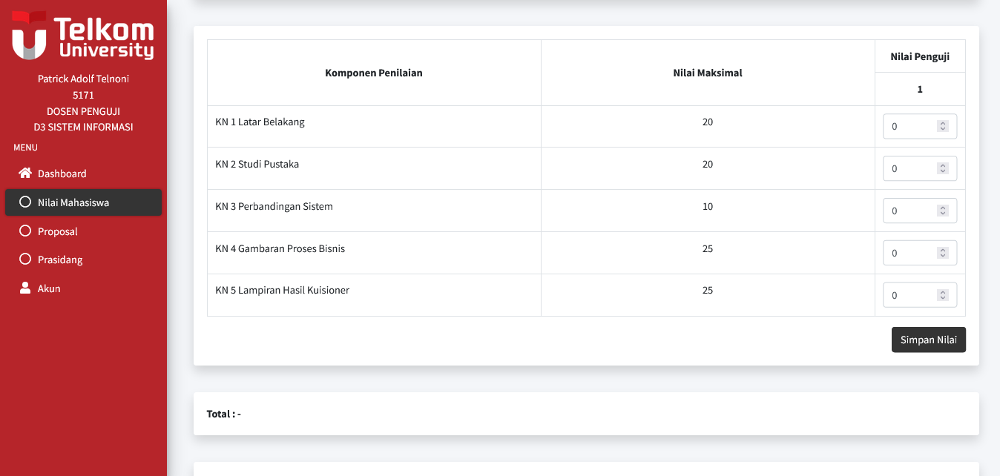 Telkom
University
Patrick Adolf Telnoni
5171
DOSEN PENGUJI
D3 SISTEM INFORMASI
MENU
Dashboard
Nilai Mahasiswa
Proposal
Prasidang
Akun
Komponen Penilaian Nilai Maksimal Nilai Penguji
1
KN 1 Latar Belakang 20 0
KN 2 Studi Pustaka 20 0
KN 3 Perbandingan Sistem 10 0
KN 4 Gambaran Proses Bisnis 25 0
KN 5 Lampiran Hasil Kuisioner 25 0
Simpan Nilai
Total : -